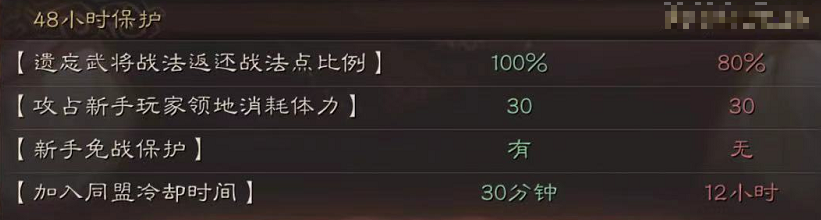 48小时保护
【遗忘武将战法返还战法点比例】 100% 80%
【攻占新手玩家领地消耗体力】 30 30
【新手免战保护】 有 无
【加入同盟冷却时间】 30分钟 12小时